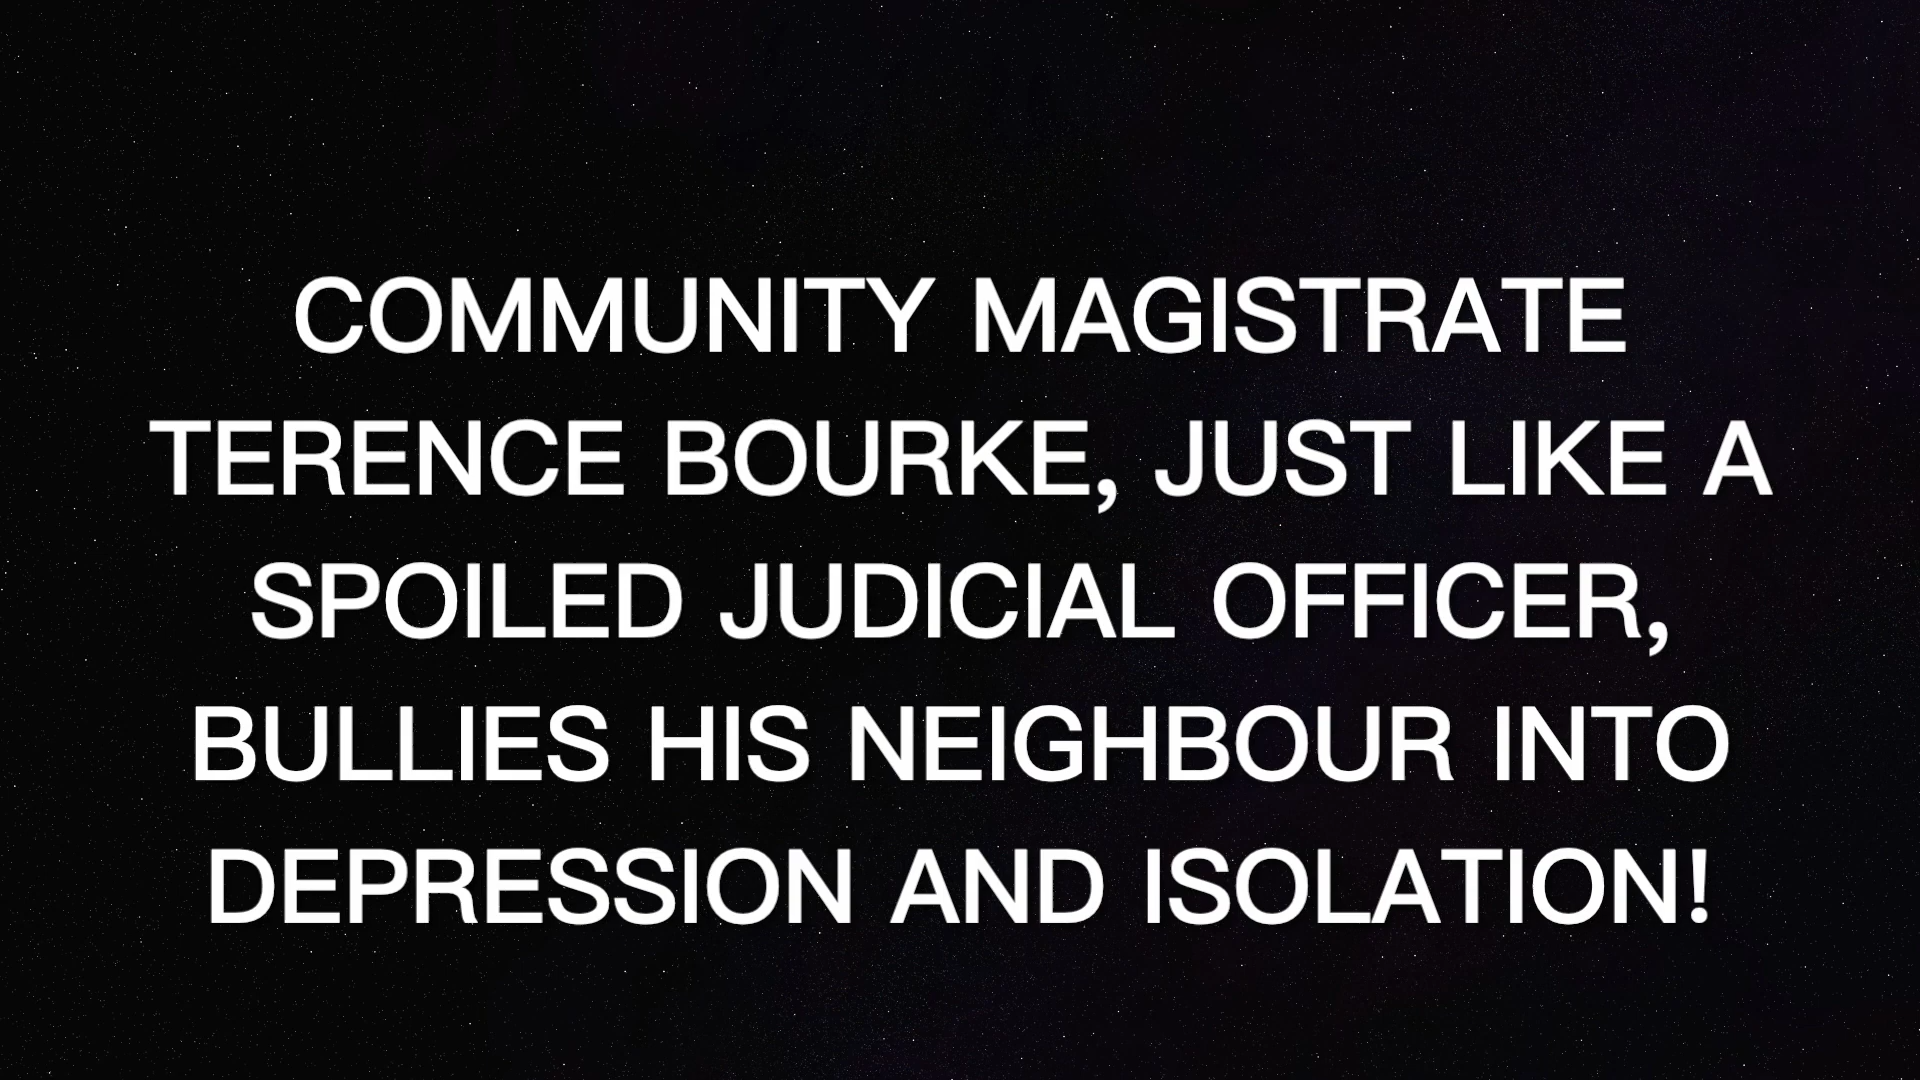 COMMUNITY MAGISTRATE
TERENCE BOURKE, JUST LIKE A
SPOILED JUDICIAL OFFICER,
BULLIES HIS NEIGHBOUR INTO
DEPRESSION AND ISOLATION!